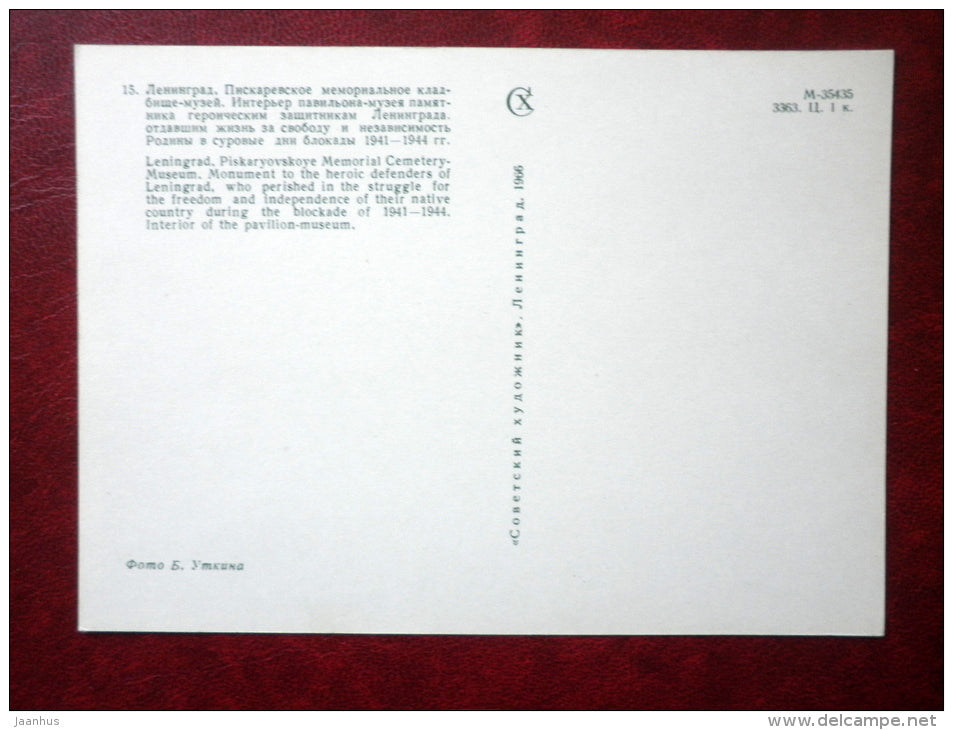 15. Ленинград. Пискаревское мемориальное клад-
бище-музей. Интерьер павильона-музея памят-
ника героическим защитникам Ленинграда,
отдавшим жизнь за свободу и независимость
Родины в суровые дни блокады 1941—1944 гг.
Leningrad. Piskaryovskoye Memorial Cemetery-
Museum. Monument to the heroic defenders of
Leningrad, who perished in the struggle for
the freedom and independence of their native
country during the blockade of 1941—1944.
Interior of the pavilion-museum.
Фото Б. Уткина
СХ
«Советский художник», Ленинград, 1966
М-35435
3363. Ц. 1 к.
jaanhus
www.delcampe.net